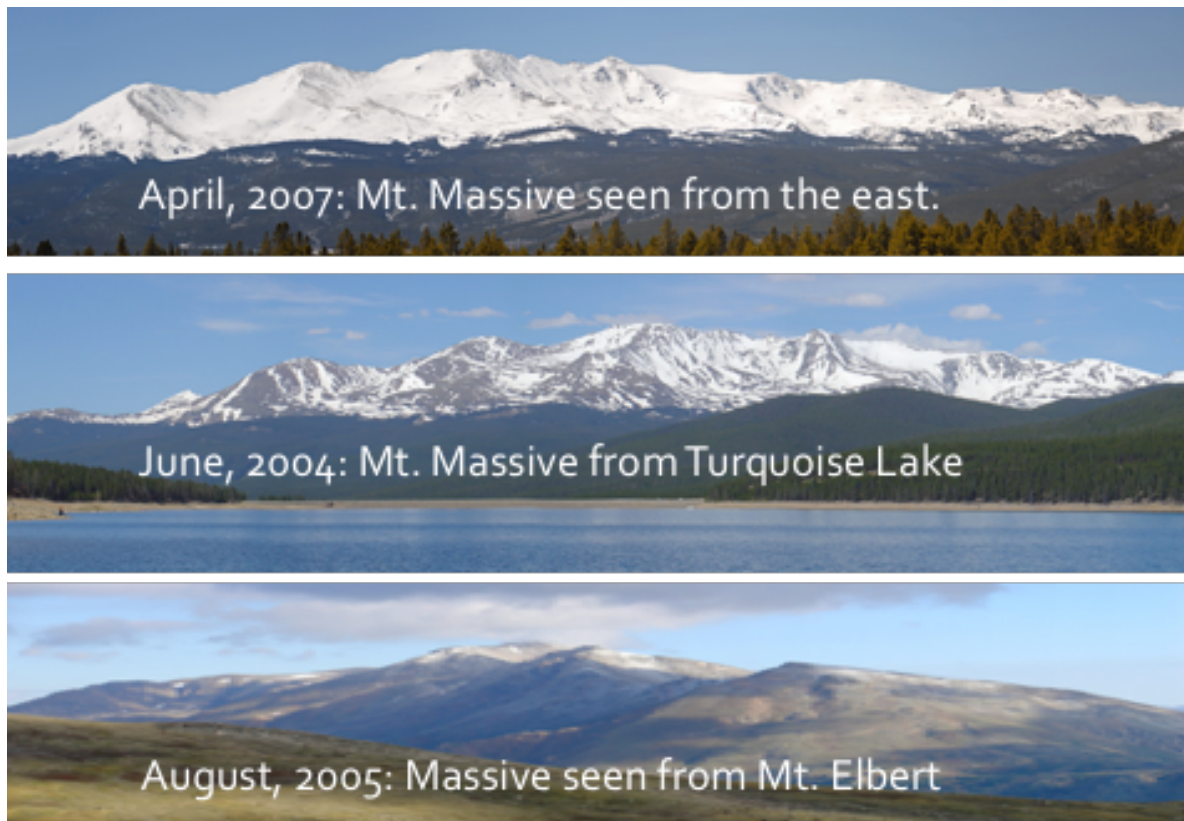 April, 2007: Mt. Massive seen from the east.
June, 2004: Mt. Massive from Turquoise Lake
August, 2005: Massive seen from Mt. Elbert